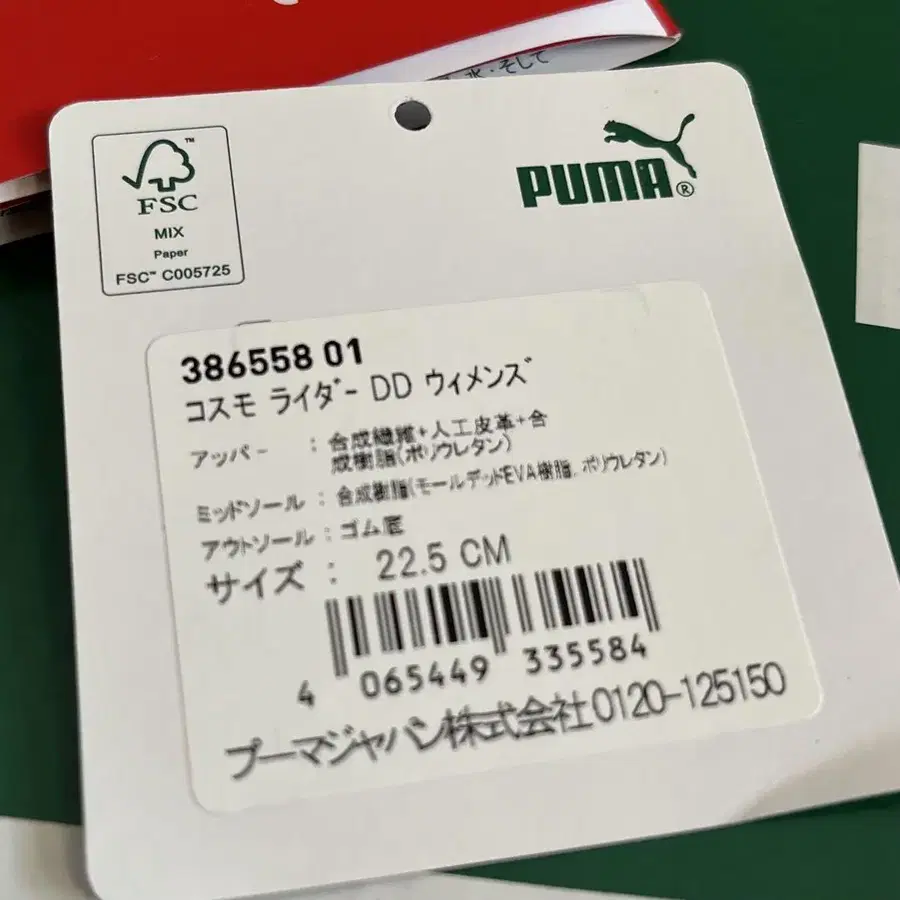 水・そして
FSC™
MIX
Paper
FSC™ C005725
PUMA®
386558 01
コスモ ライダー DD ウィメンズ
アッパー : 合成繊維+人工皮革+合
成樹脂(ポリウレタン)
ミッドソール : 合成樹脂(モールデッドEVA樹脂、ポリウレタン)
アウトソール : ゴム底
サイズ : 22.5 CM
4 065449 335584
プーマジャパン株式会社0120-125150